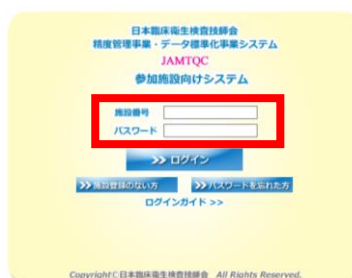 日本臨床衛生検査技師会
精度管理事業・データ標準化事業システム
JAMTQC
参加施設向けシステム
施設番号
パスワード
>> ログイン
>> 施設登録のない方
>> パスワードを忘れた方
ログインガイド >>
Copyright©日本臨床衛生検査技師会 All Rights Reserved.